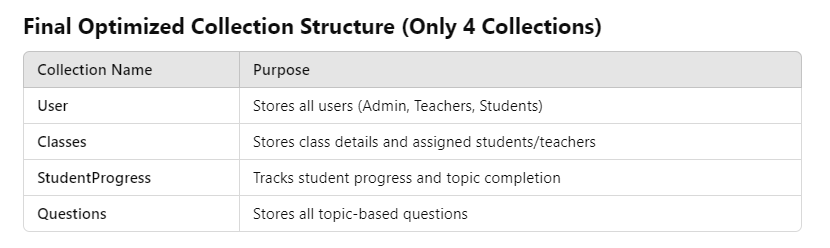 Final Optimized Collection Structure (Only 4 Collections)
Collection Name Purpose
User Stores all users (Admin, Teachers, Students)
Classes Stores class details and assigned students/teachers
StudentProgress Tracks student progress and topic completion
Questions Stores all topic-based questions